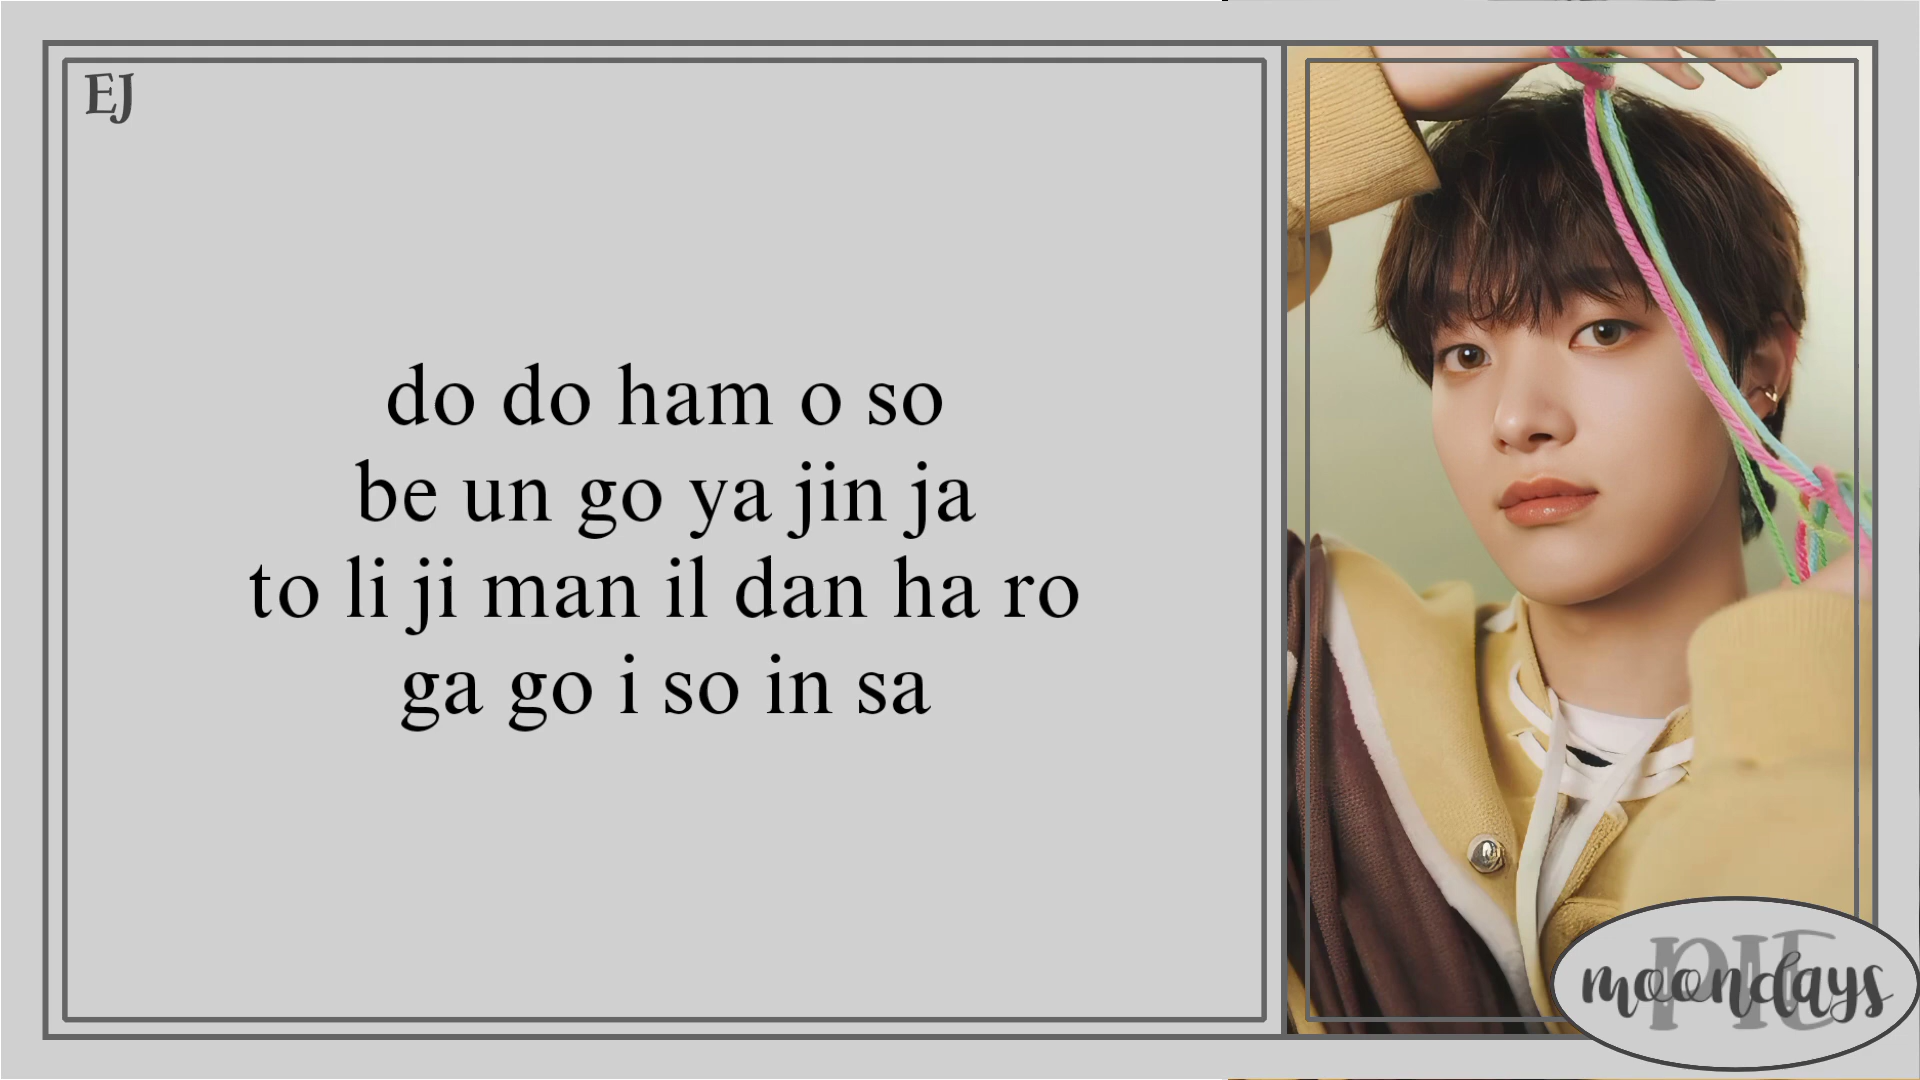 EJ
do do ham o so
be un go ya jin ja
to li ji man il dan ha ro
ga go i so in sa
PIE
moondays